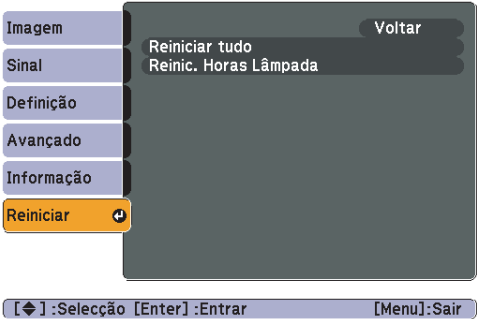 Imagem
Sinal
Definição
Avançado
Informação
Reiniciar
Voltar
Reiniciar tudo
Reinic. Horas Lâmpada
[◆] :Selecção [Enter] :Entrar [Menu]:Sair